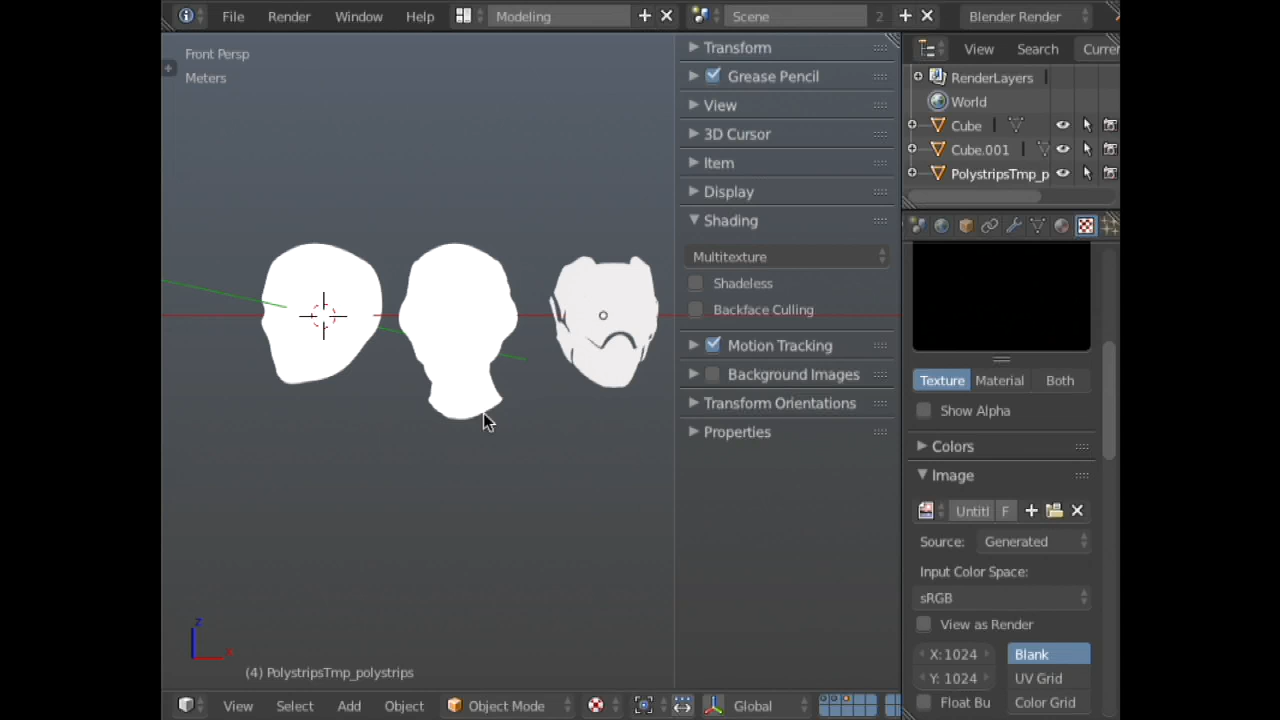 File Render Window Help Modeling Scene 2 Blender Render
Front Persp
Meters
Transform
Grease Pencil
View
3D Cursor
Item
Display
Shading
Multitexture
Shadeless
Backface Culling
Motion Tracking
Background Images
Transform Orientations
Properties
(4) PolystripsTmp_polystrips
z
x
View Select Add Object Object Mode Global
View Search Curre
RenderLayers
World
Cube
Cube.001
PolystripsTmp_p
Texture Material Both
Show Alpha
Colors
Image
Untitl F
Source: Generated
Input Color Space:
sRGB
View as Render
X: 1024 Blank
Y: 1024 UV Grid
Float Bu Color Grid